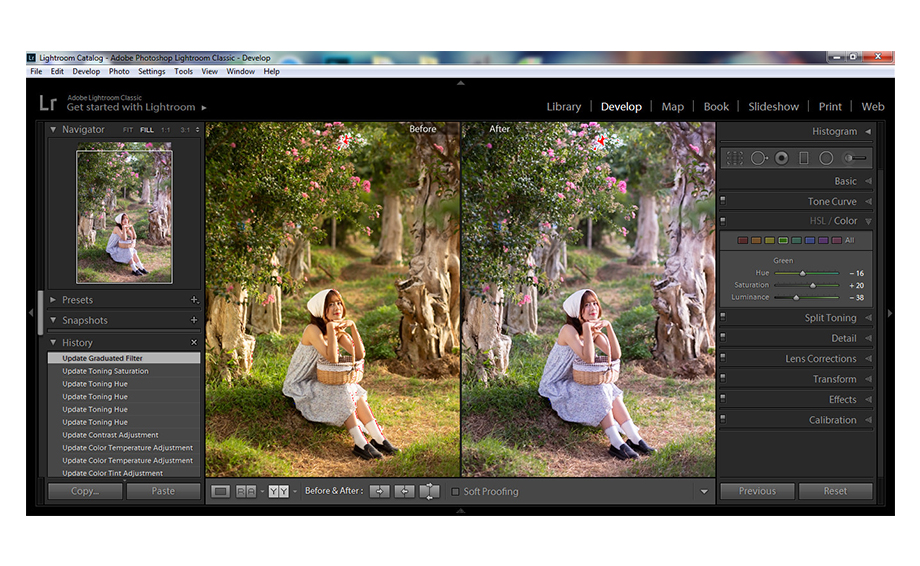 Lightroom Catalog - Adobe Photoshop Lightroom Classic - Develop
File Edit Develop Photo Settings Tools View Window Help
Lr
Adobe Lightroom Classic
Get started with Lightroom
Library | Develop | Map | Book | Slideshow | Print | Web
Navigator FIT FILL 1:1 3:1
Before
After
Presets +
Snapshots +
History ×
Update Graduated Filter
Update Toning Saturation
Update Toning Hue
Update Toning Hue
Update Toning Hue
Update Toning Hue
Update Contrast Adjustment
Update Color Temperature Adjustment
Update Color Temperature Adjustment
Update Color Tint Adjustment
Copy... Paste
R A Y Y Before & After : Soft Proofing
Histogram
Basic
Tone Curve
HSL / Color
All
Green
Hue - 16
Saturation + 20
Luminance - 38
Split Toning
Detail
Lens Corrections
Transform
Effects
Calibration
Previous Reset